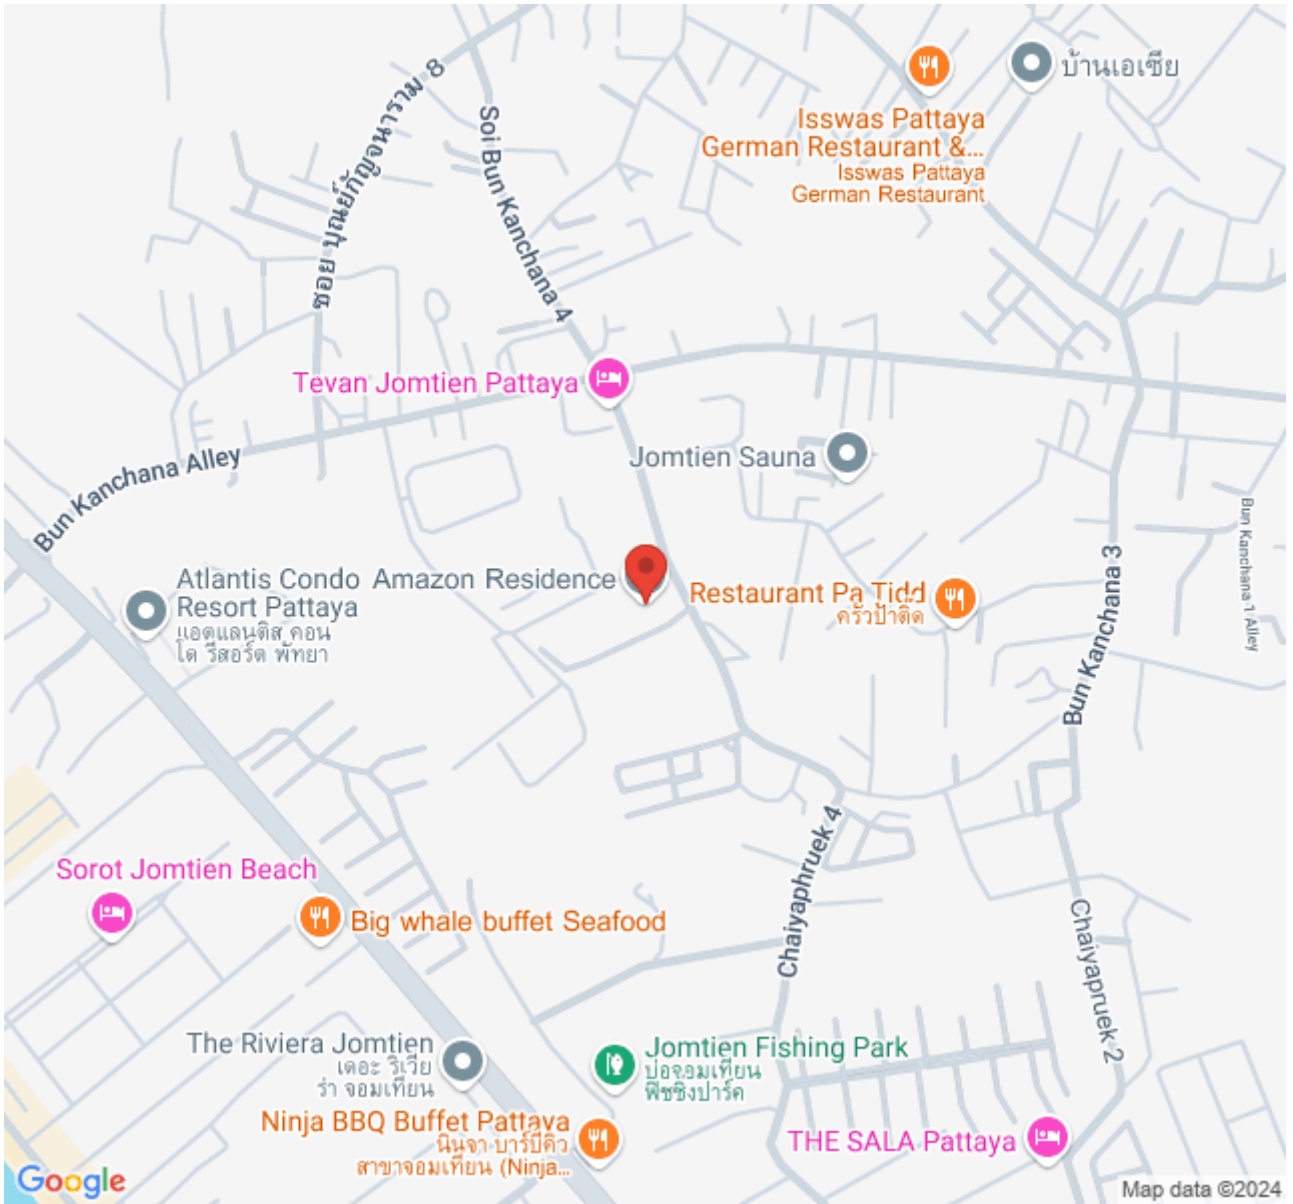 ซอย บุณย์กัญจนาราม 8
Soi Bun Kanchana 4
Isswas Pattaya
German Restaurant &...
Isswas Pattaya
German Restaurant
บ้านเอเชีย
Tevan Jomtien Pattaya
Jomtien Sauna
Bun Kanchana Alley
Bun Kanchana 3
Bun Kanchana 1 Alley
Atlantis Condo
Resort Pattaya
แอตแลนติส คอน
โด รีสอร์ต พัทยา
Amazon Residence
Restaurant Pa Tidd
ครัวป้าติ๊ด
Chaiyaphruek 4
Sorot Jomtien Beach
Big whale buffet Seafood
Chaiyapruek 2
The Riviera Jomtien
เดอะ ริเวีย
ร่า จอมเทียน
Jomtien Fishing Park
บ่อจอมเทียน
ฟิชชิ่งปาร์ค
Ninja BBQ Buffet Pattaya
นินจา บาร์บีคิว
สาขาจอมเทียน (Ninja...
THE SALA Pattaya
Google
Map data ©2024